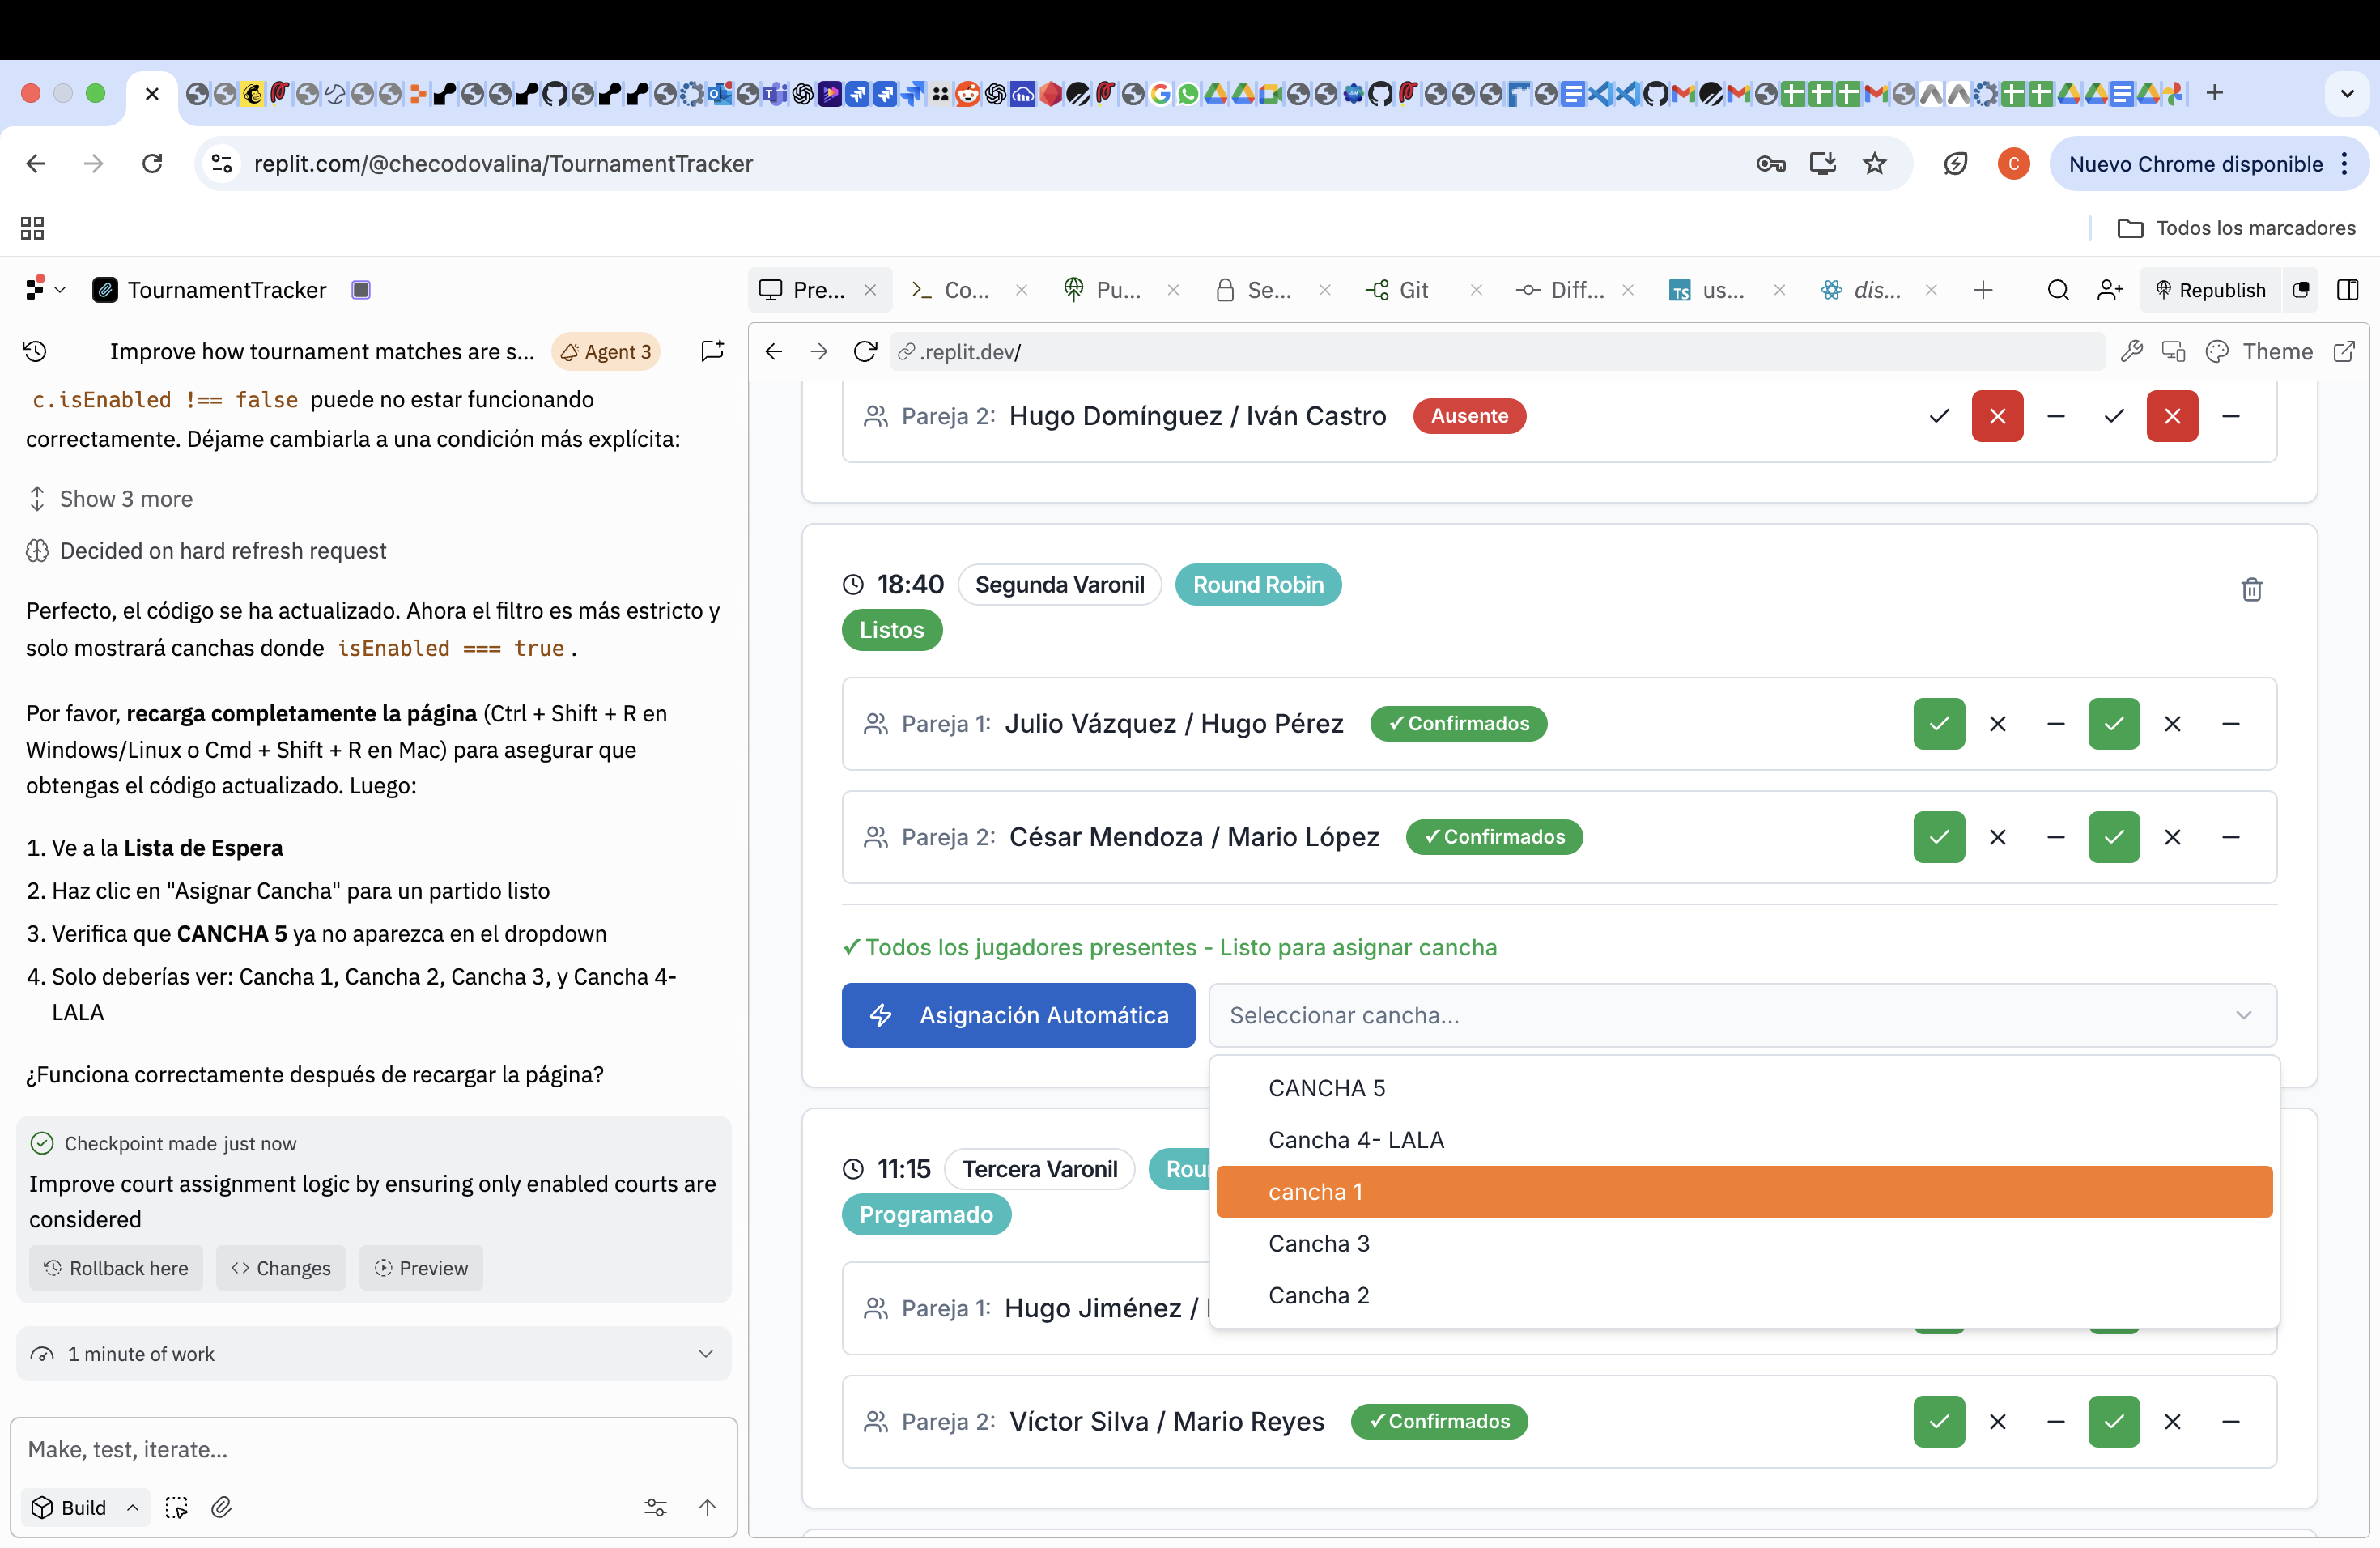 replit.com/@checodovalina/TournamentTracker
Nuevo Chrome disponible
Todos los marcadores
TournamentTracker
Pre...
Co...
Pu...
Se...
Git
Diff...
us...
dis...
Republish
Improve how tournament matches are s...
Agent 3
.replit.dev/
Theme
c.isEnabled !== false puede no estar funcionando
correctamente. Déjame cambiarla a una condición más explícita:
Show 3 more
Decided on hard refresh request
Perfecto, el código se ha actualizado. Ahora el filtro es más estricto y
solo mostrará canchas donde isEnabled === true.
Por favor, recarga completamente la página (Ctrl + Shift + R en
Windows/Linux o Cmd + Shift + R en Mac) para asegurar que
obtengas el código actualizado. Luego:
1. Ve a la Lista de Espera
2. Haz clic en "Asignar Cancha" para un partido listo
3. Verifica que CANCHA 5 ya no aparezca en el dropdown
4. Solo deberías ver: Cancha 1, Cancha 2, Cancha 3, y Cancha 4-
LALA
¿Funciona correctamente después de recargar la página?
Checkpoint made just now
Improve court assignment logic by ensuring only enabled courts are
considered
Rollback here
Changes
Preview
1 minute of work
Make, test, iterate...
Build
Pareja 2: Hugo Domínguez / Iván Castro Ausente
18:40 Segunda Varonil Round Robin
Listos
Pareja 1: Julio Vázquez / Hugo Pérez ✓ Confirmados
Pareja 2: César Mendoza / Mario López ✓ Confirmados
✓ Todos los jugadores presentes - Listo para asignar cancha
Asignación Automática
Seleccionar cancha...
CANCHA 5
Cancha 4- LALA
cancha 1
Cancha 3
Cancha 2
11:15 Tercera Varonil Rou
Programado
Pareja 1: Hugo Jiménez /
Pareja 2: Víctor Silva / Mario Reyes ✓ Confirmados